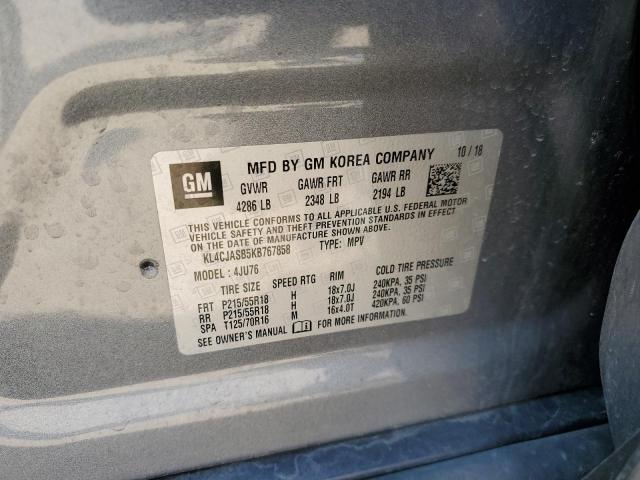 GM
MFD BY GM KOREA COMPANY 10 / 18
GVWR GAWR FRT GAWR RR
4286 LB 2348 LB 2194 LB
THIS VEHICLE CONFORMS TO ALL APPLICABLE U.S. FEDERAL MOTOR
VEHICLE SAFETY AND THEFT PREVENTION STANDARDS IN EFFECT
ON THE DATE OF MANUFACTURE SHOWN ABOVE.
KL4CJASB5KB767858 TYPE: MPV
MODEL : 4JU76
TIRE SIZE SPEED RTG RIM COLD TIRE PRESSURE
FRT P215/55R18 H 18x7.0J 240KPA, 35 PSI
RR P215/55R18 H 18x7.0J 240KPA, 35 PSI
SPA T125/70R16 M 16x4.0T 420KPA, 60 PSI
SEE OWNER'S MANUAL FOR MORE INFORMATION.